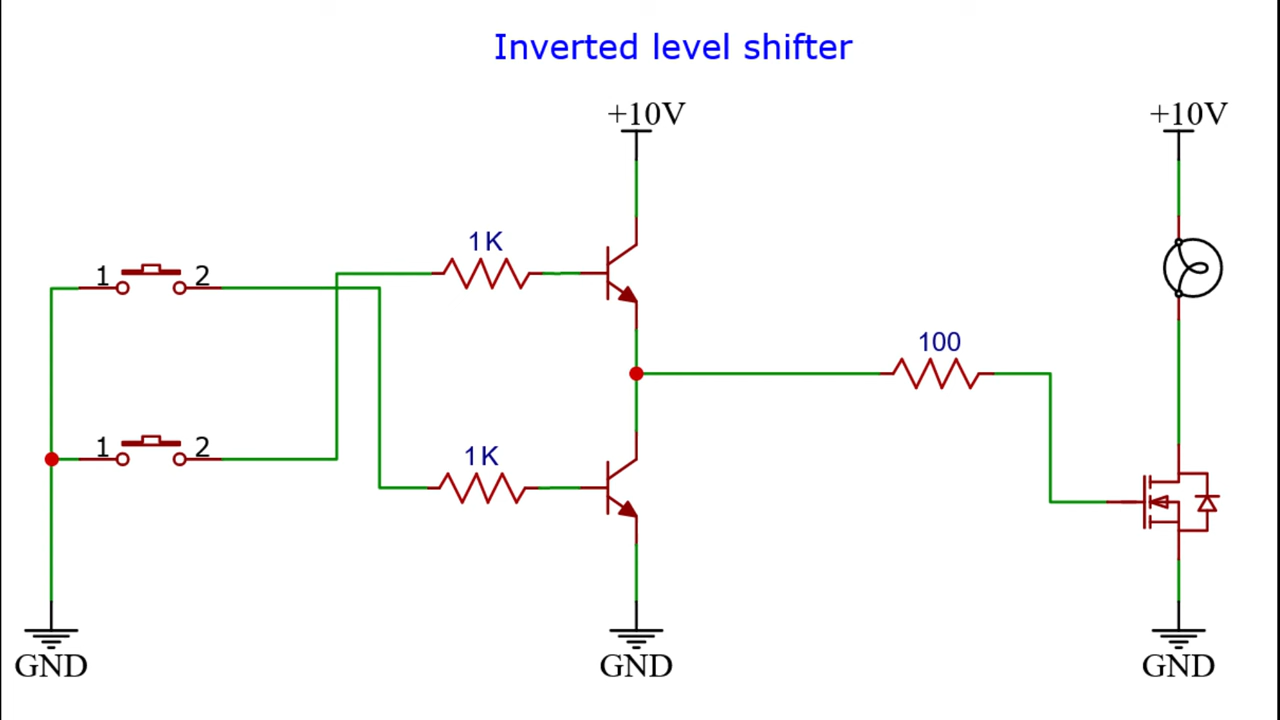 Inverted level shifter
+10V
+10V
1K
1
2
100
1
2
1K
GND
GND
GND